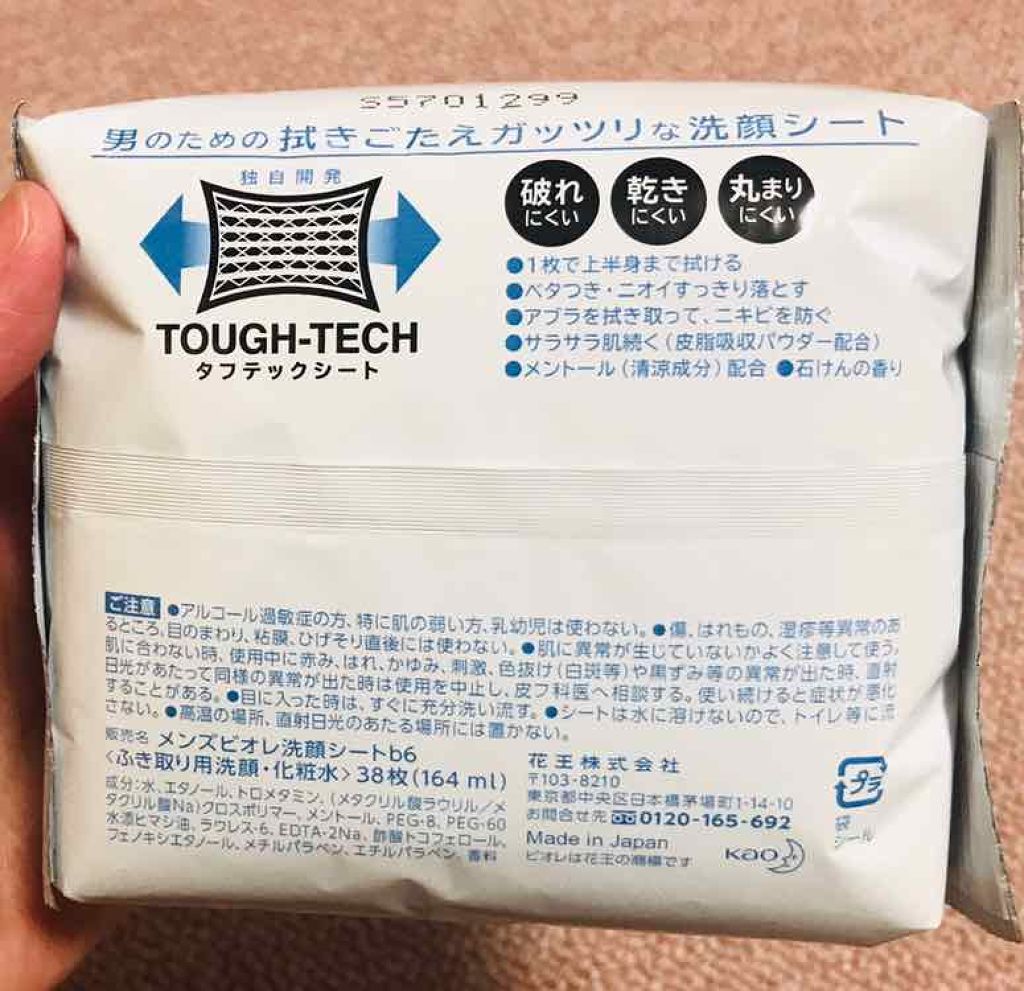 S5701299
男のための拭きごたえガッツリな洗顔シート
独自開発
TOUGH-TECH
タフテックシート
破れ
にくい
乾き
にくい
丸まり
にくい
●1枚で上半身まで拭ける
●ベタつき・ニオイすっきり落とす
●アブラを拭き取って、ニキビを防ぐ
●サラサラ肌続く(皮脂吸収パウダー配合)
●メントール(清涼成分)配合 ●石けんの香り
ご注意 ●アルコール過敏症の方、特に肌の弱い方、乳幼児は使わない。●傷、はれもの、湿疹等異常のあ
るところ、目のまわり、粘膜、ひげそり直後には使わない。●肌に異常が生じていないかよく注意して使う。
肌に合わない時、使用中に赤み、はれ、かゆみ、刺激、色抜け(白斑等)や黒ずみ等の異常が出た時、直射
日光があたって同様の異常が出た時は使用を中止し、皮フ科医へ相談する。使い続けると症状が悪化
することがある。●目に入った時は、すぐに充分洗い流す。●シートは水に溶けないので、トイレ等に流
さない。●高温の場所、直射日光のあたる場所には置かない。
販売名 メンズビオレ洗顔シートb6
〈ふき取り用洗顔・化粧水〉38枚(164 ml)
成分:水、エタノール、トロメタミン、(メタクリル酸ラウリル/メ
タクリル酸Na)クロスポリマー、メントール、PEG-8、PEG-60
水添ヒマシ油、ラウレス-6、EDTA-2Na、酢酸トコフェロール、
フェノキシエタノール、メチルパラベン、エチルパラベン、香料
花王株式会社
〒103-8210
東京都中央区日本橋茅場町1-14-10
お問合せ先 0120-165-692
Made in Japan
ビオレは花王の商標です
Kao
プラ
袋
シール